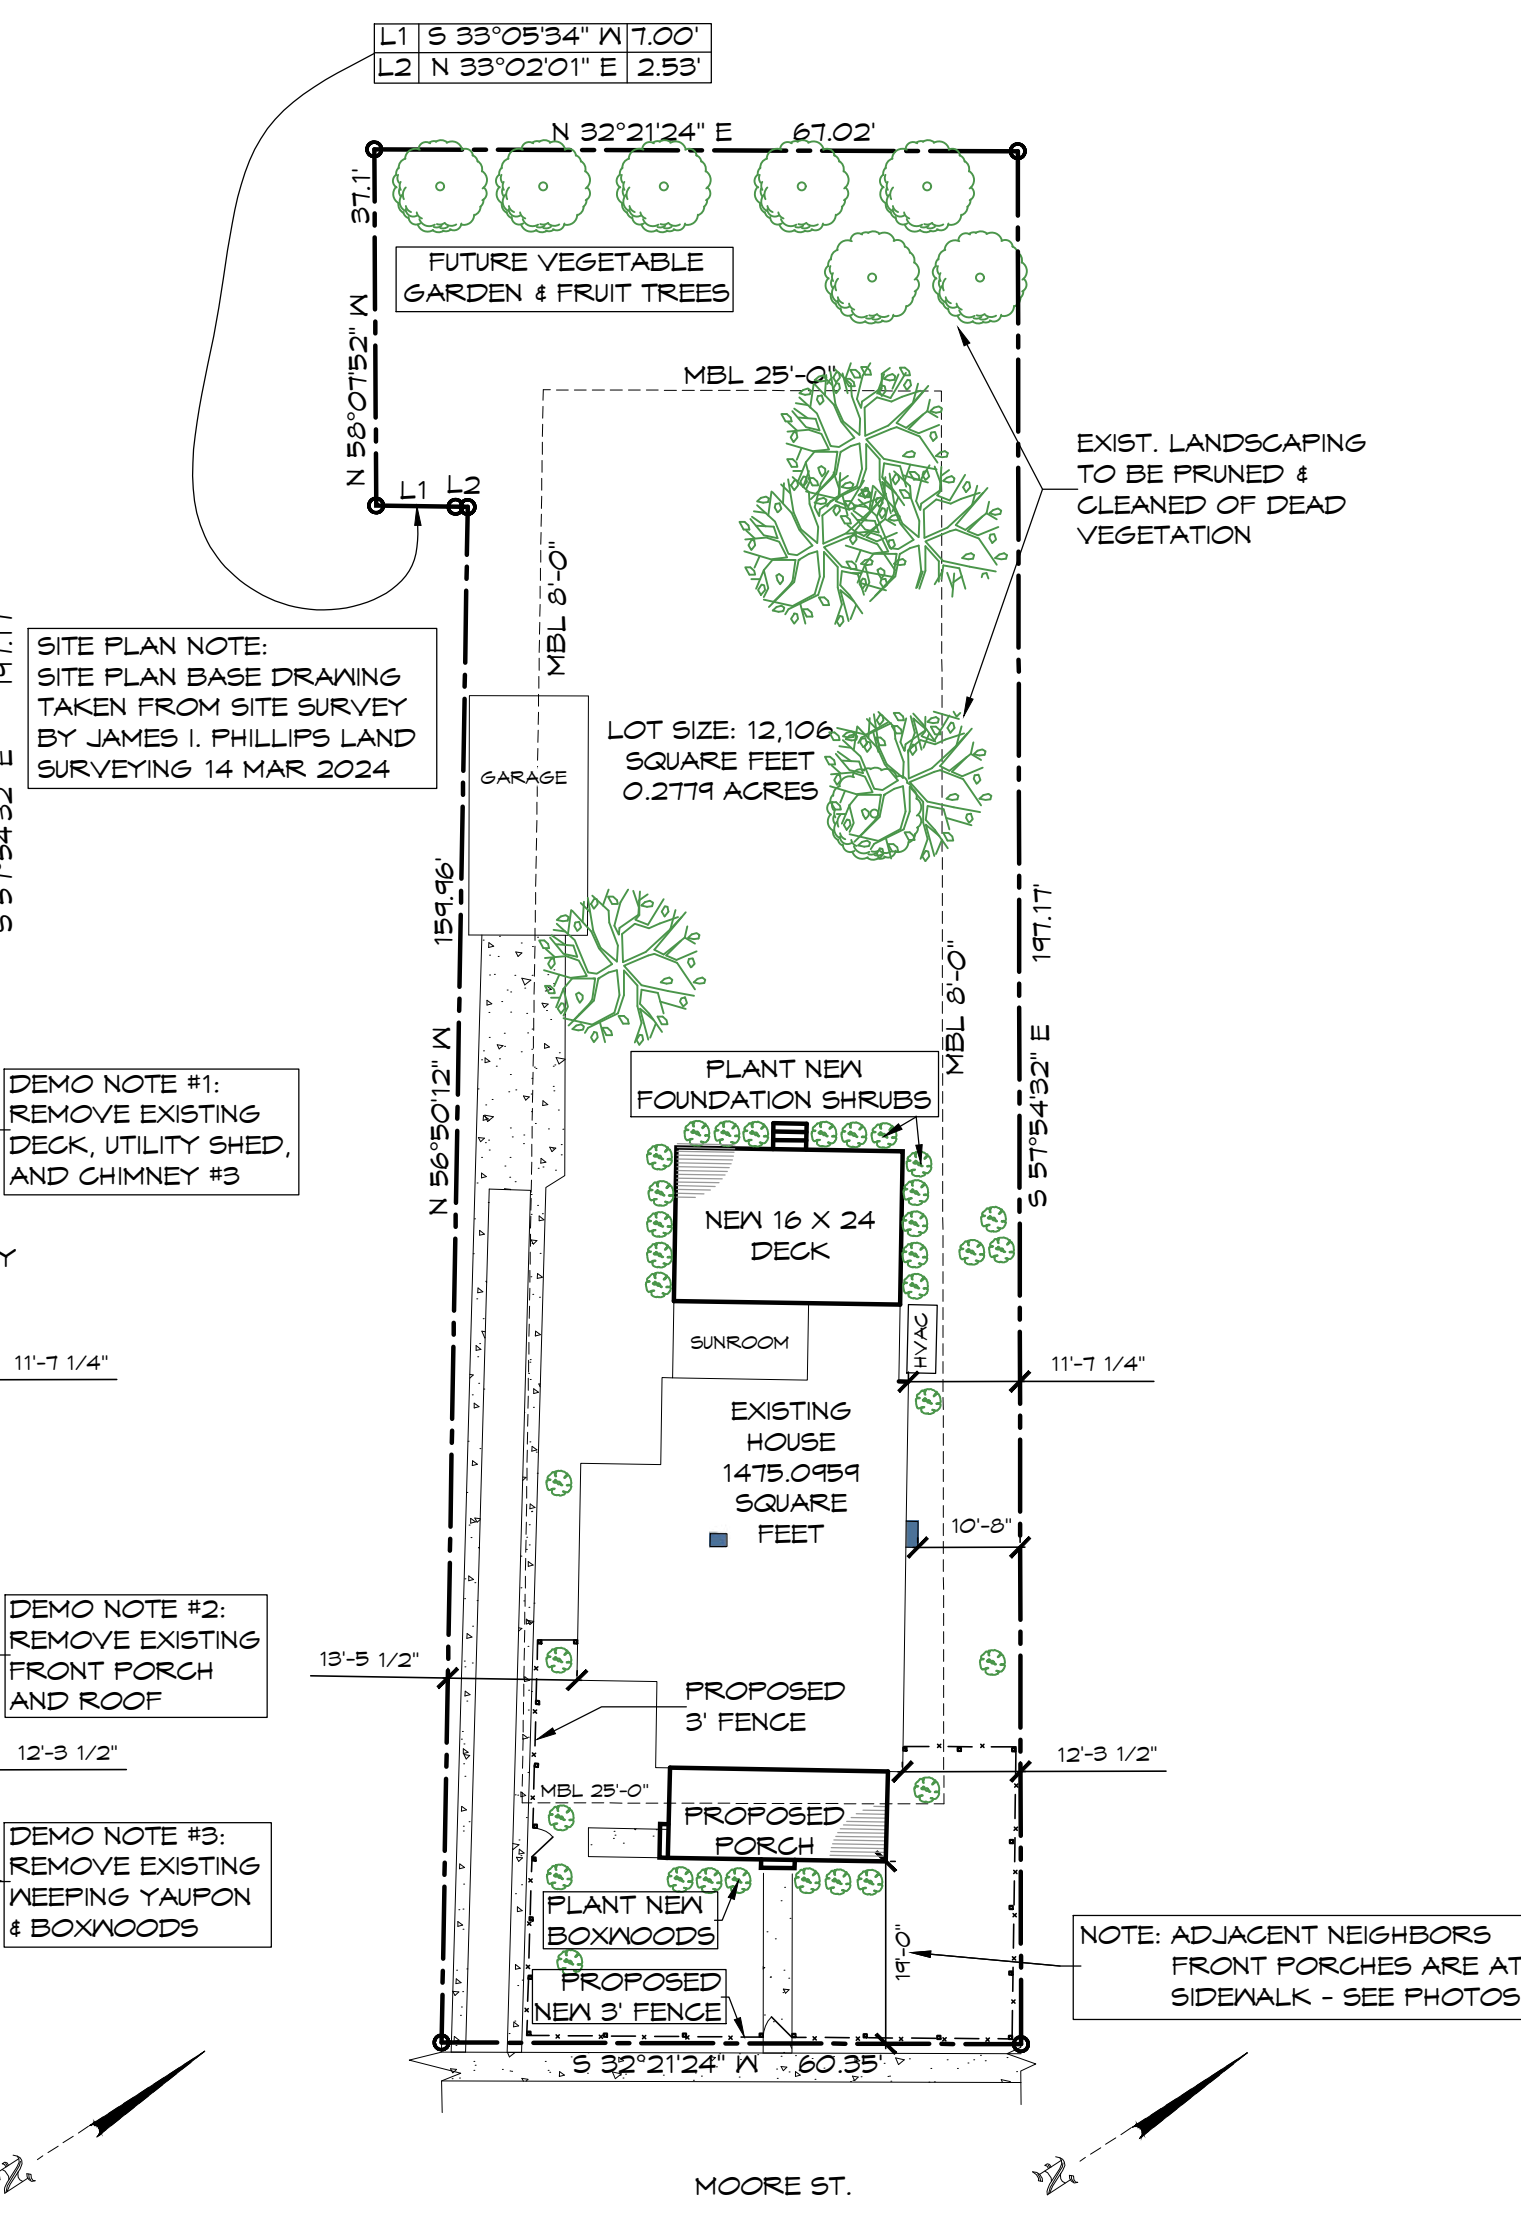 L1 S 33°05'34" W 7.00'
L2 N 33°02'01" E 2.53'
N 32°21'24" E 67.02'
37.1'
N 58°07'52" W
FUTURE VEGETABLE
GARDEN & FRUIT TREES
MBL 25'-0"
L1 L2
EXIST. LANDSCAPING
TO BE PRUNED &
CLEANED OF DEAD
VEGETATION
MBL 8'-0"
SITE PLAN NOTE:
SITE PLAN BASE DRAWING
TAKEN FROM SITE SURVEY
BY JAMES I. PHILLIPS LAND
SURVEYING 14 MAR 2024
197.17
S 57°54'32" E
GARAGE
LOT SIZE: 12,106
SQUARE FEET
0.2779 ACRES
159.96'
N 56°50'12" W
197.17'
S 57°54'32" E
MBL 8'-0"
DEMO NOTE #1:
REMOVE EXISTING
DECK, UTILITY SHED,
AND CHIMNEY #3
PLANT NEW
FOUNDATION SHRUBS
NEW 16 X 24
DECK
Y
SUNROOM
HVAC
11'-7 1/4"
11'-7 1/4"
EXISTING
HOUSE
1475.0959
SQUARE
FEET
10'-8"
DEMO NOTE #2:
REMOVE EXISTING
FRONT PORCH
AND ROOF
13'-5 1/2"
PROPOSED
3' FENCE
12'-3 1/2"
12'-3 1/2"
MBL 25'-0"
PROPOSED
PORCH
DEMO NOTE #3:
REMOVE EXISTING
WEEPING YAUPON
& BOXWOODS
PLANT NEW
BOXWOODS
19'-0"
NOTE: ADJACENT NEIGHBORS
FRONT PORCHES ARE AT
SIDEWALK - SEE PHOTOS
PROPOSED
NEW 3' FENCE
S 32°21'24" W 60.35'
N
N
MOORE ST.